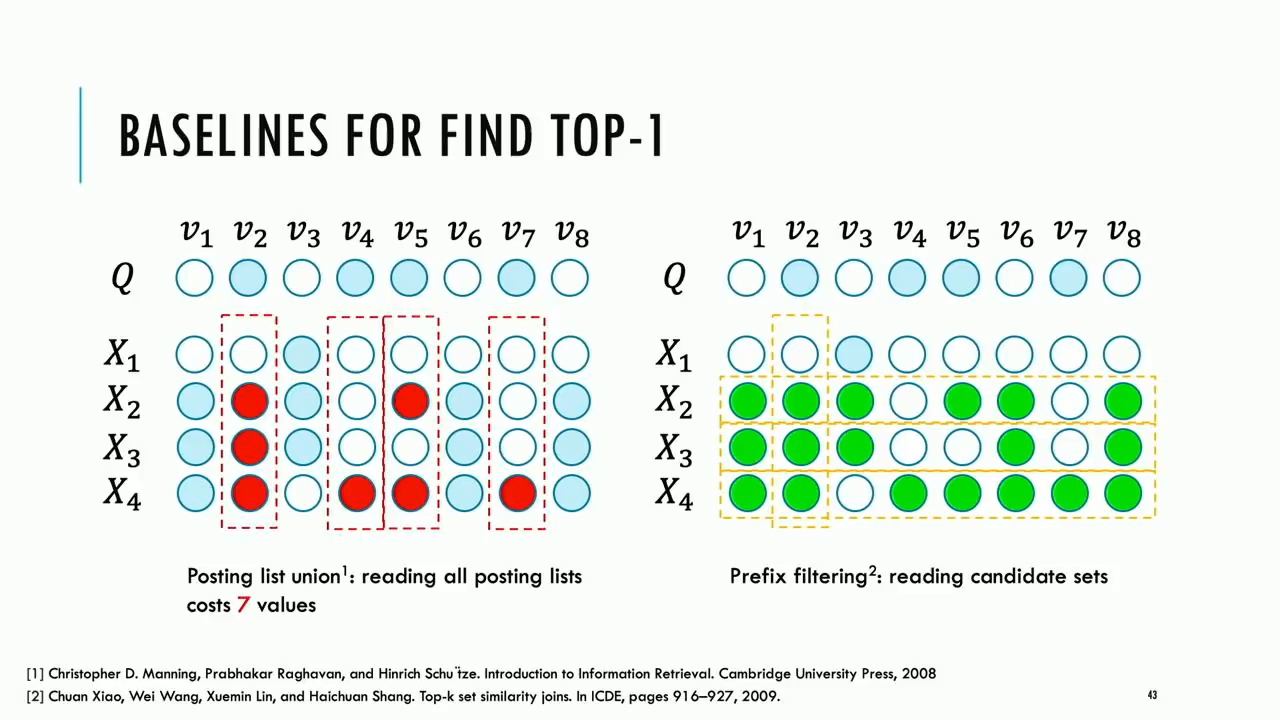 BASELINES FOR FIND TOP-1
v₁ v₂ v₃ v₄ v₅ v₆ v₇ v₈
Q
X₁
X₂
X₃
X₄
Posting list union¹: reading all posting lists
costs 7 values
v₁ v₂ v₃ v₄ v₅ v₆ v₇ v₈
Q
X₁
X₂
X₃
X₄
Prefix filtering²: reading candidate sets
[1] Christopher D. Manning, Prabhakar Raghavan, and Hinrich Schu ̈tze. Introduction to Information Retrieval. Cambridge University Press, 2008
[2] Chuan Xiao, Wei Wang, Xuemin Lin, and Haichuan Shang. Top-k set similarity joins. In ICDE, pages 916–927, 2009.
43